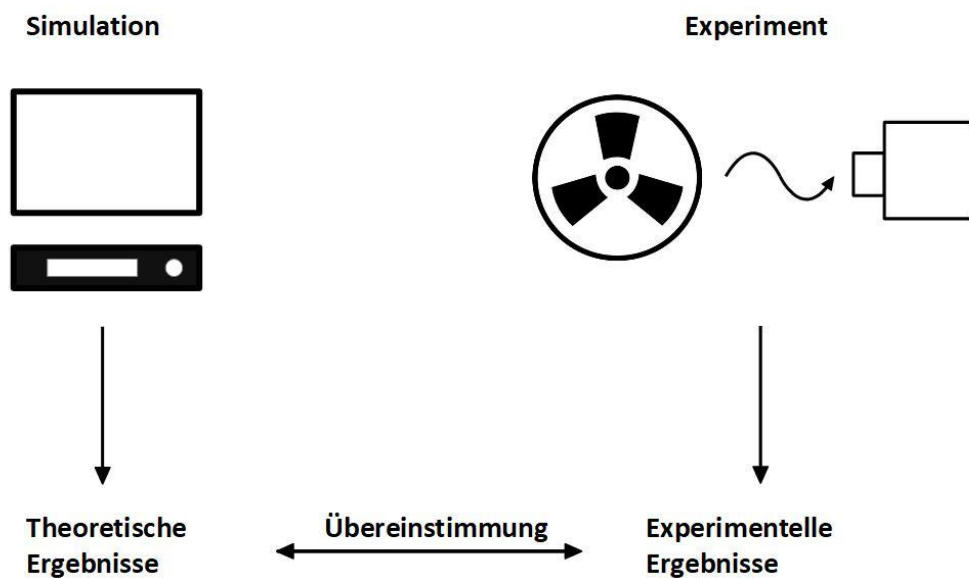 Simulation
Experiment
Theoretische
Ergebnisse
Übereinstimmung
Experimentelle
Ergebnisse